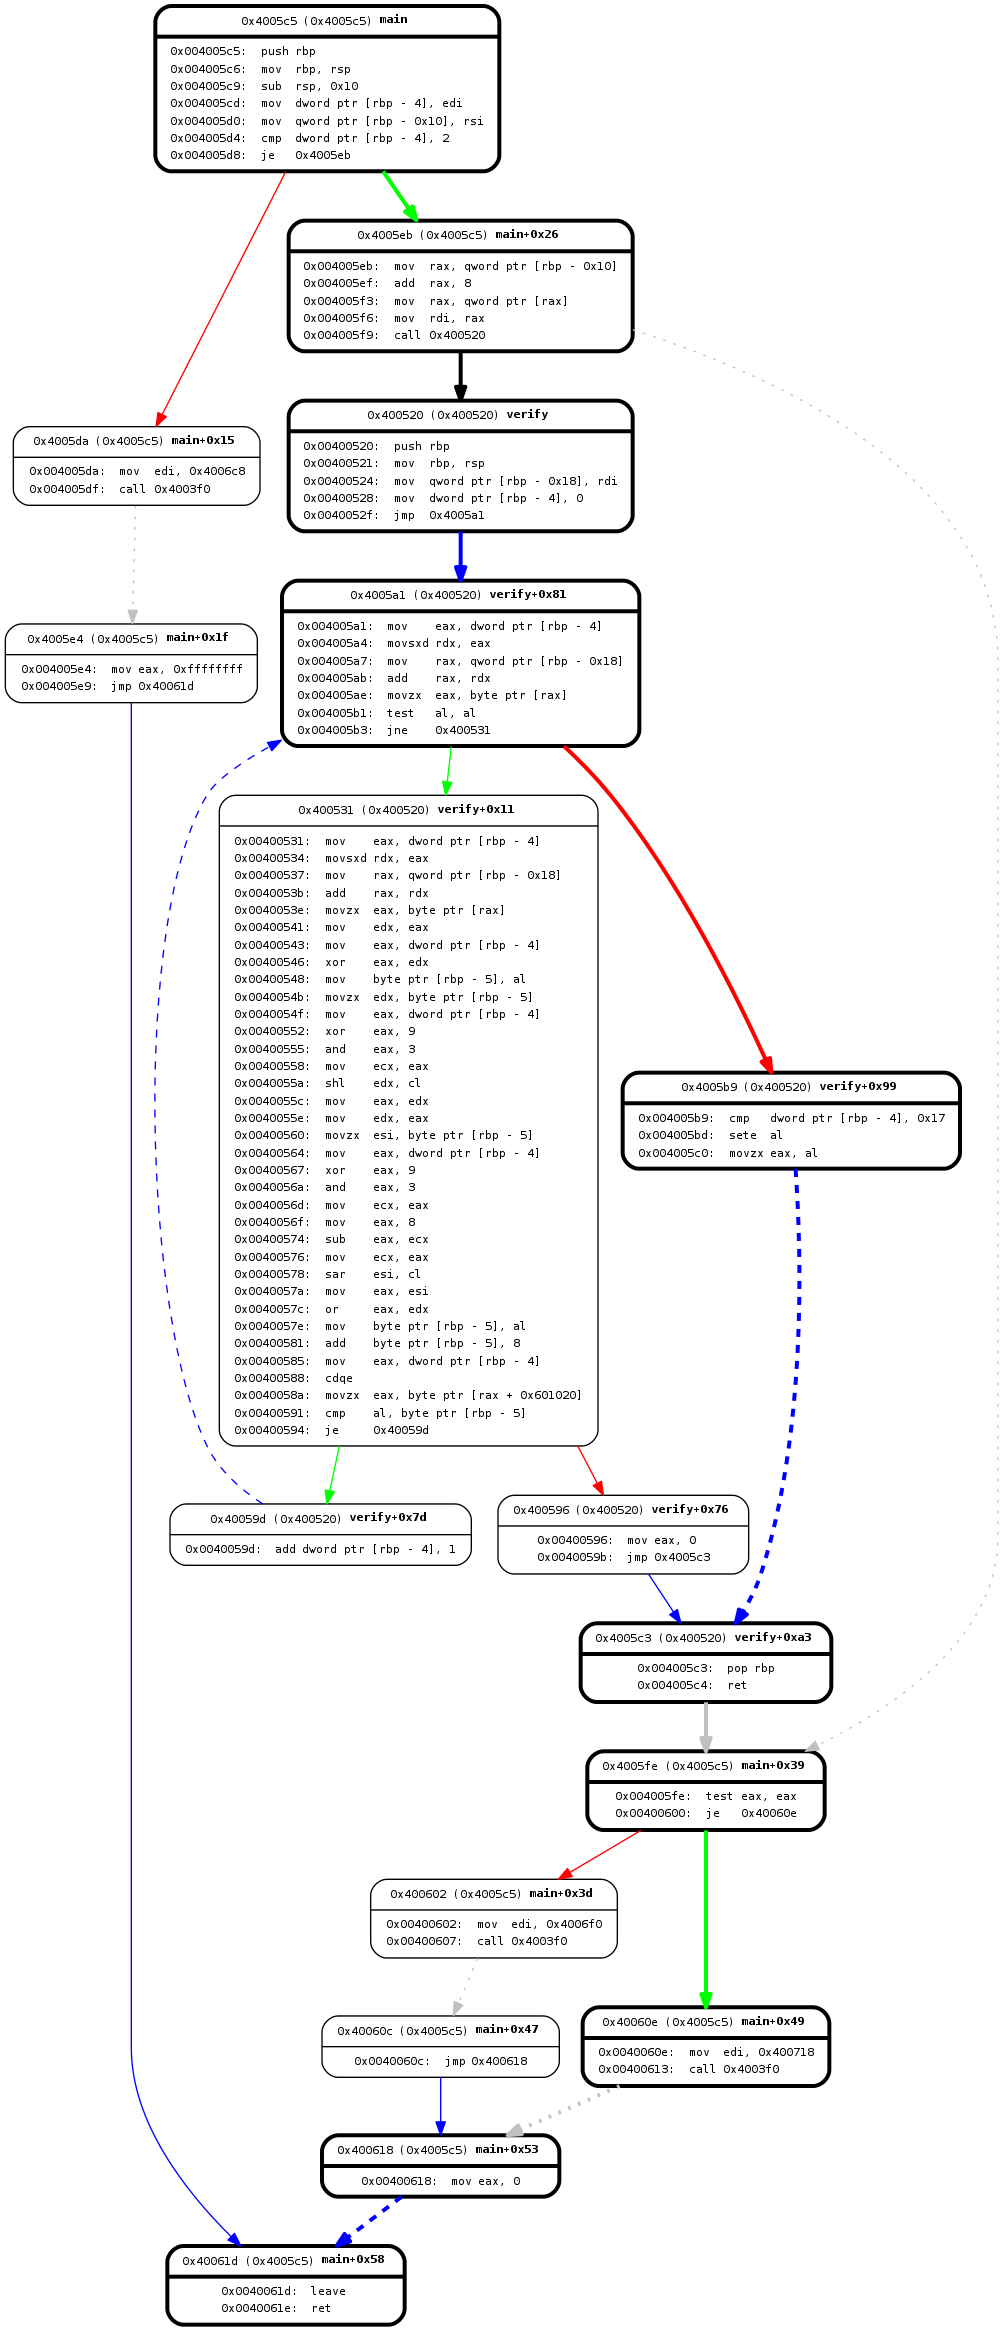 0x4005c5 (0x4005c5) main
0x004005c5: push rbp
0x004005c6: mov rbp, rsp
0x004005c9: sub rsp, 0x10
0x004005cd: mov dword ptr [rbp - 4], edi
0x004005d0: mov qword ptr [rbp - 0x10], rsi
0x004005d4: cmp dword ptr [rbp - 4], 2
0x004005d8: je 0x4005eb
0x4005eb (0x4005c5) main+0x26
0x004005eb: mov rax, qword ptr [rbp - 0x10]
0x004005ef: add rax, 8
0x004005f3: mov rax, qword ptr [rax]
0x004005f6: mov rdi, rax
0x004005f9: call 0x400520
0x400520 (0x400520) verify
0x00400520: push rbp
0x00400521: mov rbp, rsp
0x00400524: mov qword ptr [rbp - 0x18], rdi
0x00400528: mov dword ptr [rbp - 4], 0
0x0040052f: jmp 0x4005a1
0x4005da (0x4005c5) main+0x15
0x004005da: mov edi, 0x4006c8
0x004005df: call 0x4003f0
0x4005e4 (0x4005c5) main+0x1f
0x004005e4: mov eax, 0xffffffff
0x004005e9: jmp 0x40061d
0x4005a1 (0x400520) verify+0x81
0x004005a1: mov eax, dword ptr [rbp - 4]
0x004005a4: movsxd rdx, eax
0x004005a7: mov rax, qword ptr [rbp - 0x18]
0x004005ab: add rax, rdx
0x004005ae: movzx eax, byte ptr [rax]
0x004005b1: test al, al
0x004005b3: jne 0x400531
0x400531 (0x400520) verify+0x11
0x00400531: mov eax, dword ptr [rbp - 4]
0x00400534: movsxd rdx, eax
0x00400537: mov rax, qword ptr [rbp - 0x18]
0x0040053b: add rax, rdx
0x0040053e: movzx eax, byte ptr [rax]
0x00400541: mov edx, eax
0x00400543: mov eax, dword ptr [rbp - 4]
0x00400546: xor eax, edx
0x00400548: mov byte ptr [rbp - 5], al
0x0040054b: movzx edx, byte ptr [rbp - 5]
0x0040054f: mov eax, dword ptr [rbp - 4]
0x00400552: xor eax, 9
0x00400555: and eax, 3
0x00400558: mov ecx, eax
0x0040055a: shl edx, cl
0x0040055c: mov eax, edx
0x0040055e: mov edx, eax
0x00400560: movzx esi, byte ptr [rbp - 5]
0x00400564: mov eax, dword ptr [rbp - 4]
0x00400567: xor eax, 9
0x0040056a: and eax, 3
0x0040056d: mov ecx, eax
0x0040056f: mov eax, 8
0x00400574: sub eax, ecx
0x00400576: mov ecx, eax
0x00400578: sar esi, cl
0x0040057a: mov eax, esi
0x0040057c: or eax, edx
0x0040057e: mov byte ptr [rbp - 5], al
0x00400581: add byte ptr [rbp - 5], 8
0x00400585: mov eax, dword ptr [rbp - 4]
0x00400588: cdqe
0x0040058a: movzx eax, byte ptr [rax + 0x601020]
0x00400591: cmp al, byte ptr [rbp - 5]
0x00400594: je 0x40059d
0x4005b9 (0x400520) verify+0x99
0x004005b9: cmp dword ptr [rbp - 4], 0x17
0x004005bd: sete al
0x004005c0: movzx eax, al
0x40059d (0x400520) verify+0x7d
0x0040059d: add dword ptr [rbp - 4], 1
0x400596 (0x400520) verify+0x76
0x00400596: mov eax, 0
0x0040059b: jmp 0x4005c3
0x4005c3 (0x400520) verify+0xa3
0x004005c3: pop rbp
0x004005c4: ret
0x4005fe (0x4005c5) main+0x39
0x004005fe: test eax, eax
0x00400600: je 0x40060e
0x400602 (0x4005c5) main+0x3d
0x00400602: mov edi, 0x4006f0
0x00400607: call 0x4003f0
0x40060c (0x4005c5) main+0x47
0x0040060c: jmp 0x400618
0x40060e (0x4005c5) main+0x49
0x0040060e: mov edi, 0x400718
0x00400613: call 0x4003f0
0x400618 (0x4005c5) main+0x53
0x00400618: mov eax, 0
0x40061d (0x4005c5) main+0x58
0x0040061d: leave
0x0040061e: ret